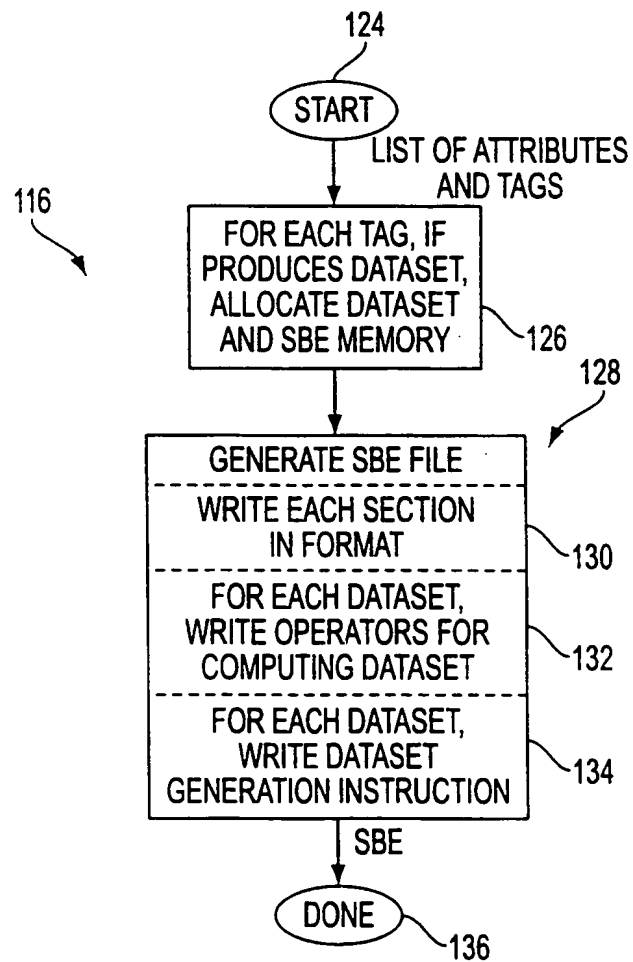 124
START
LIST OF ATTRIBUTES
AND TAGS
116
FOR EACH TAG, IF
PRODUCES DATASET,
ALLOCATE DATASET
AND SBE MEMORY
126
128
GENERATE SBE FILE
WRITE EACH SECTION
IN FORMAT
130
FOR EACH DATASET,
WRITE OPERATORS FOR
COMPUTING DATASET
132
FOR EACH DATASET,
WRITE DATASET
GENERATION INSTRUCTION
134
SBE
DONE
136